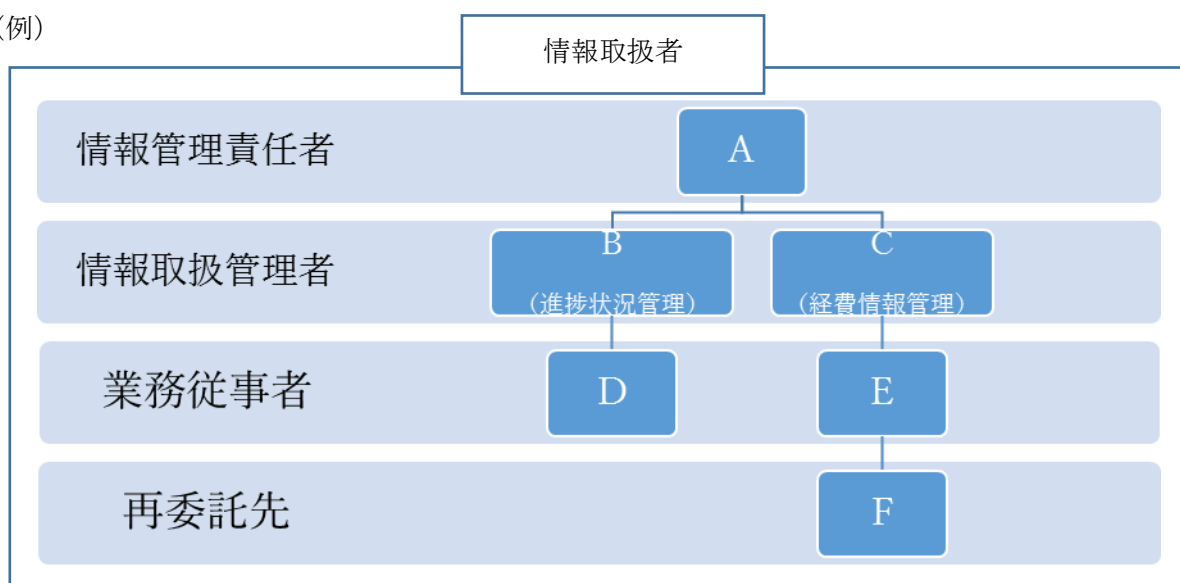 （例）
情報取扱者
情報管理責任者
A
情報取扱管理者
B
（進捗状況管理）
C
（経費情報管理）
業務従事者
D
E
再委託先
F